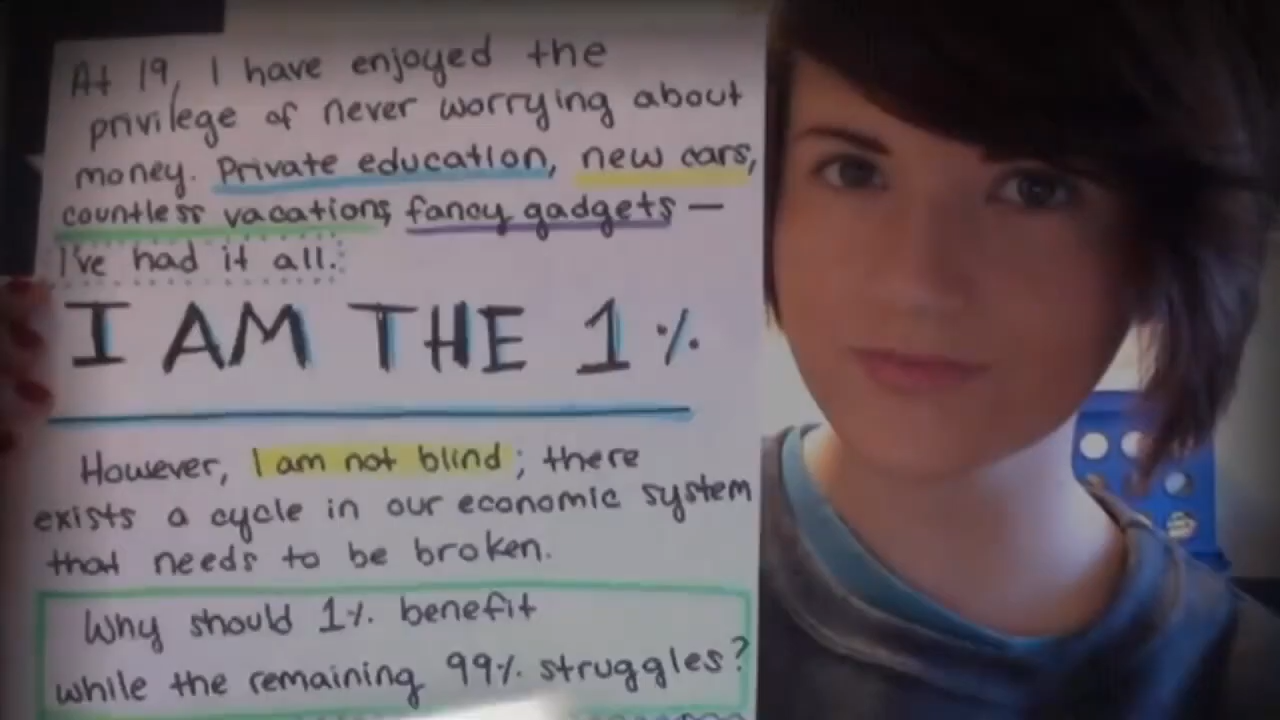 At 19, I have enjoyed the
privilege of never worrying about
money. Private education, new cars,
countless vacations, fancy gadgets —
I've had it all.
I AM THE 1%
However, I am not blind; there
exists a cycle in our economic system
that needs to be broken.
Why should 1% benefit
while the remaining 99% struggles?